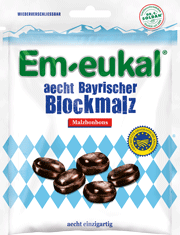 WIEDERVERSCHLIESSBAR
Em-eukal®
aecht Bayrischer
Blockmalz
Malzbonbons
aecht einzigartig